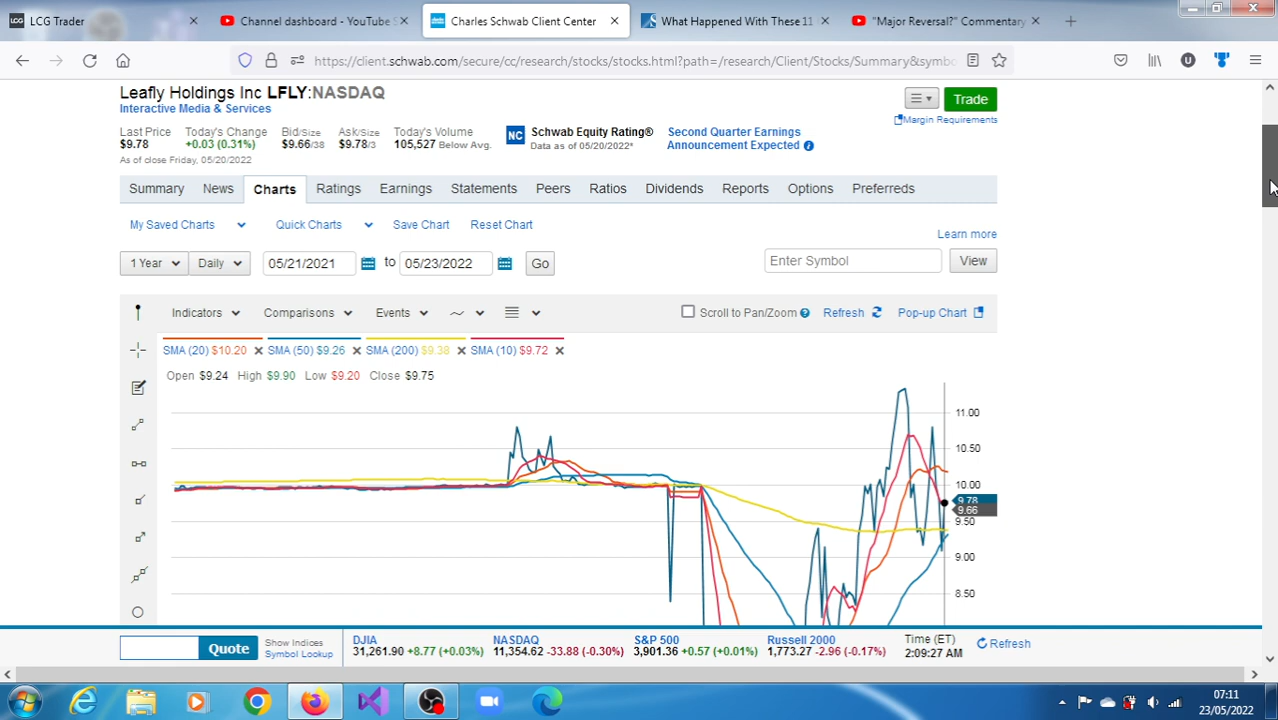 LCG LCG Trader
Channel dashboard - YouTube S
Charles Schwab Client Center
What Happened With These 11
"Major Reversal?" Commentary
https://client.schwab.com/secure/cc/research/stocks/stocks.html?path=/research/Client/Stocks/Summary&symbo
Leafly Holdings Inc LFLY:NASDAQ
Interactive Media & Services
Trade
Margin Requirements
Last Price Today's Change Bid/Size Ask/Size Today's Volume
$9.78 +0.03 (0.31%) $9.66/38 $9.78/3 105,527 Below Avg.
As of close Friday, 05/20/2022
NC Schwab Equity Rating®
Data as of 05/20/2022*
Second Quarter Earnings
Announcement Expected
Summary News Charts Ratings Earnings Statements Peers Ratios Dividends Reports Options Preferreds
My Saved Charts Quick Charts Save Chart Reset Chart
Learn more
1 Year Daily 05/21/2021 to 05/23/2022 Go Enter Symbol View
Indicators Comparisons Events Scroll to Pan/Zoom Refresh Pop-up Chart
SMA (20) $10.20 SMA (50) $9.26 SMA (200) $9.38 SMA (10) $9.72
Open $9.24 High $9.90 Low $9.20 Close $9.75
11.00
10.50
10.00
9.78
9.66
9.50
9.00
8.50
Quote
Show Indices
Symbol Lookup
DJIA
31,261.90 +8.77 (+0.03%)
NASDAQ
11,354.62 -33.88 (-0.30%)
S&P 500
3,901.36 +0.57 (+0.01%)
Russell 2000
1,773.27 -2.96 (-0.17%)
Time (ET)
2:09:27 AM
Refresh
07:11
23/05/2022